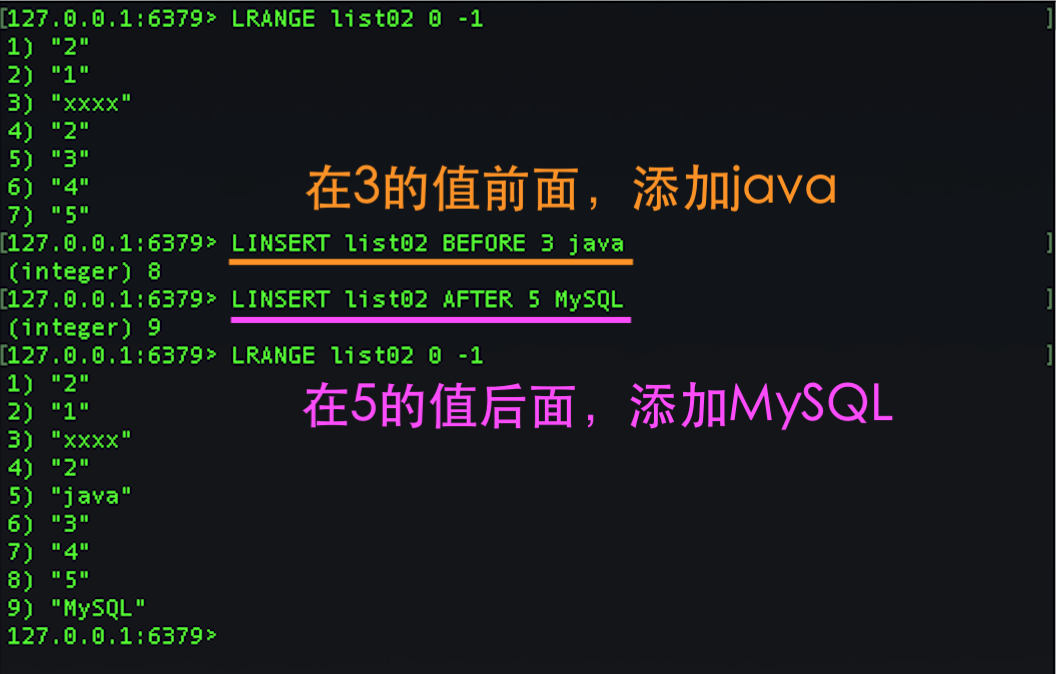 [127.0.0.1:6379> LRANGE list02 0 -1 ]
1) "2"
2) "1"
3) "xxxx"
4) "2"
5) "3"
6) "4"
7) "5"
在3的值前面，添加java
[127.0.0.1:6379> LINSERT list02 BEFORE 3 java ]
(integer) 8
[127.0.0.1:6379> LINSERT list02 AFTER 5 MySQL ]
(integer) 9
[127.0.0.1:6379> LRANGE list02 0 -1 ]
1) "2"
2) "1"
在5的值后面，添加MySQL
3) "xxxx"
4) "2"
5) "java"
6) "3"
7) "4"
8) "5"
9) "MySQL"
127.0.0.1:6379>